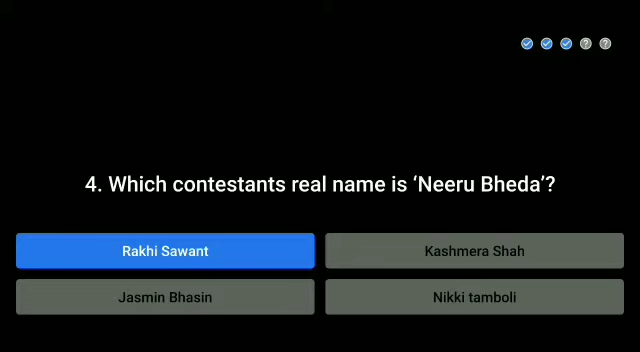 4. Which contestants real name is ‘Neeru Bheda’?
Rakhi Sawant
Kashmera Shah
Jasmin Bhasin
Nikki tamboli